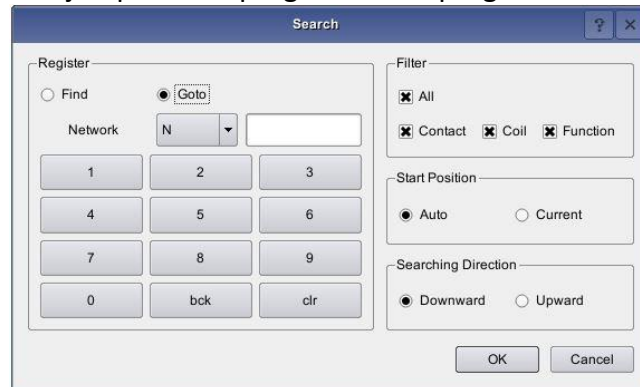 Search
? ×
Register
Find Goto
Network N
1 2 3
4 5 6
7 8 9
0 bck clr
Filter
All
Contact Coil Function
Start Position
Auto Current
Searching Direction
Downward Upward
OK Cancel